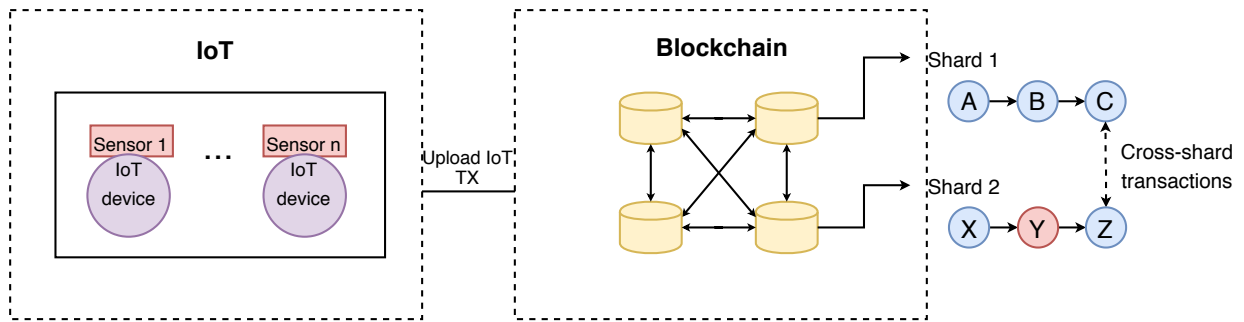 IoT
Sensor 1
IoT
device
...
Sensor n
IoT
device
Upload IoT
TX
Blockchain
Shard 1
A
B
C
Cross-shard
transactions
Shard 2
X
Y
Z